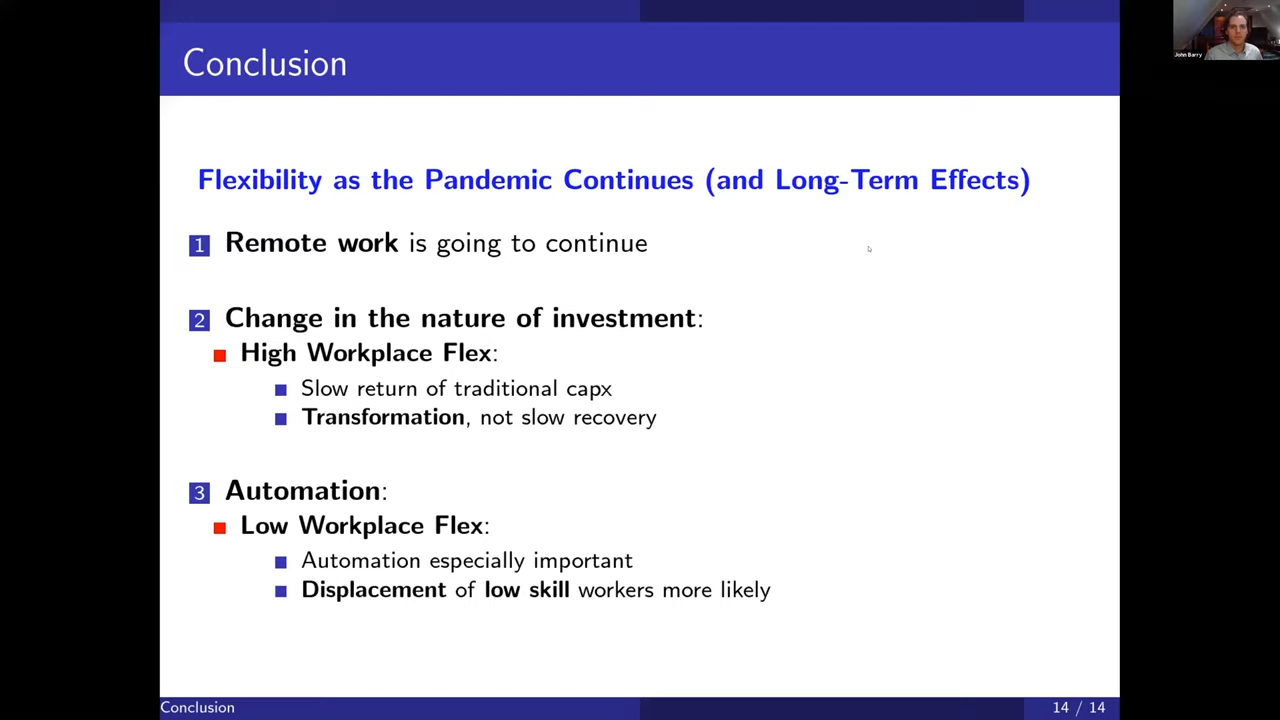 Conclusion
John Barry
Flexibility as the Pandemic Continues (and Long-Term Effects)
1 Remote work is going to continue
2 Change in the nature of investment:
High Workplace Flex:
Slow return of traditional capx
Transformation, not slow recovery
3 Automation:
Low Workplace Flex:
Automation especially important
Displacement of low skill workers more likely
Conclusion
14 / 14